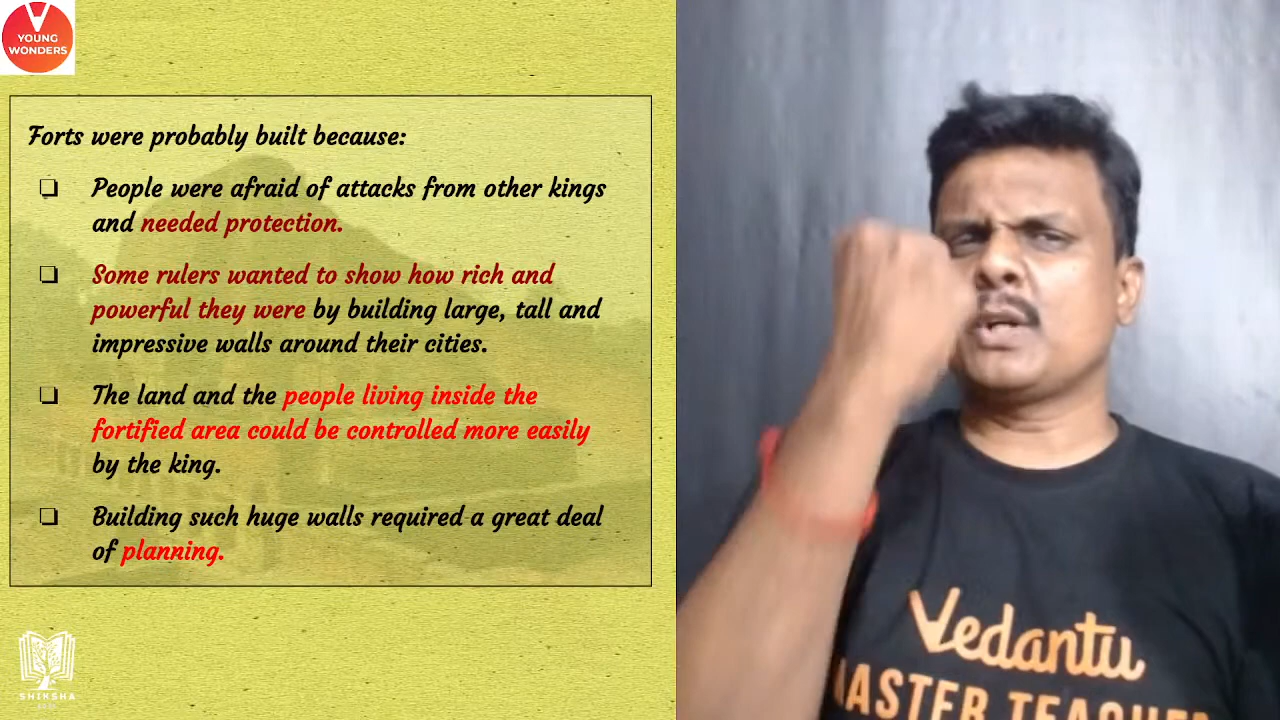 YOUNG
WONDERS
Forts were probably built because:
❏ People were afraid of attacks from other kings
and needed protection.
❏ Some rulers wanted to show how rich and
powerful they were by building large, tall and
impressive walls around their cities.
❏ The land and the people living inside the
fortified area could be controlled more easily
by the king.
❏ Building such huge walls required a great deal
of planning.
SHIKSHA
Vedantu
MASTER TEACHER